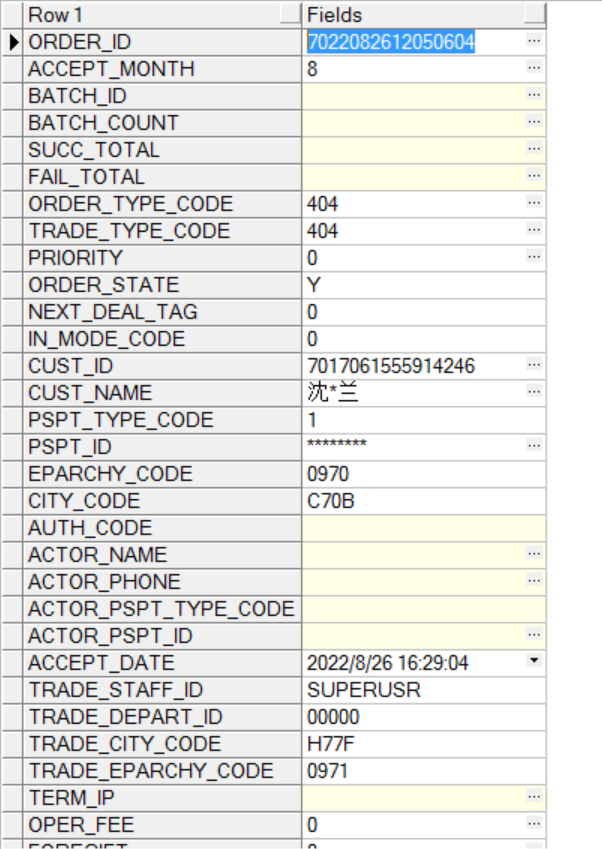 Row 1 Fields
ORDER_ID 7022082612050604
ACCEPT_MONTH 8
BATCH_ID
BATCH_COUNT
SUCC_TOTAL
FAIL_TOTAL
ORDER_TYPE_CODE 404
TRADE_TYPE_CODE 404
PRIORITY 0
ORDER_STATE Y
NEXT_DEAL_TAG 0
IN_MODE_CODE 0
CUST_ID 7017061555914246
CUST_NAME 沈*兰
PSPT_TYPE_CODE 1
PSPT_ID ********
EPARCHY_CODE 0970
CITY_CODE C70B
AUTH_CODE
ACTOR_NAME
ACTOR_PHONE
ACTOR_PSPT_TYPE_CODE
ACTOR_PSPT_ID
ACCEPT_DATE 2022/8/26 16:29:04
TRADE_STAFF_ID SUPERUSR
TRADE_DEPART_ID 00000
TRADE_CITY_CODE H77F
TRADE_EPARCHY_CODE 0971
TERM_IP
OPER_FEE 0